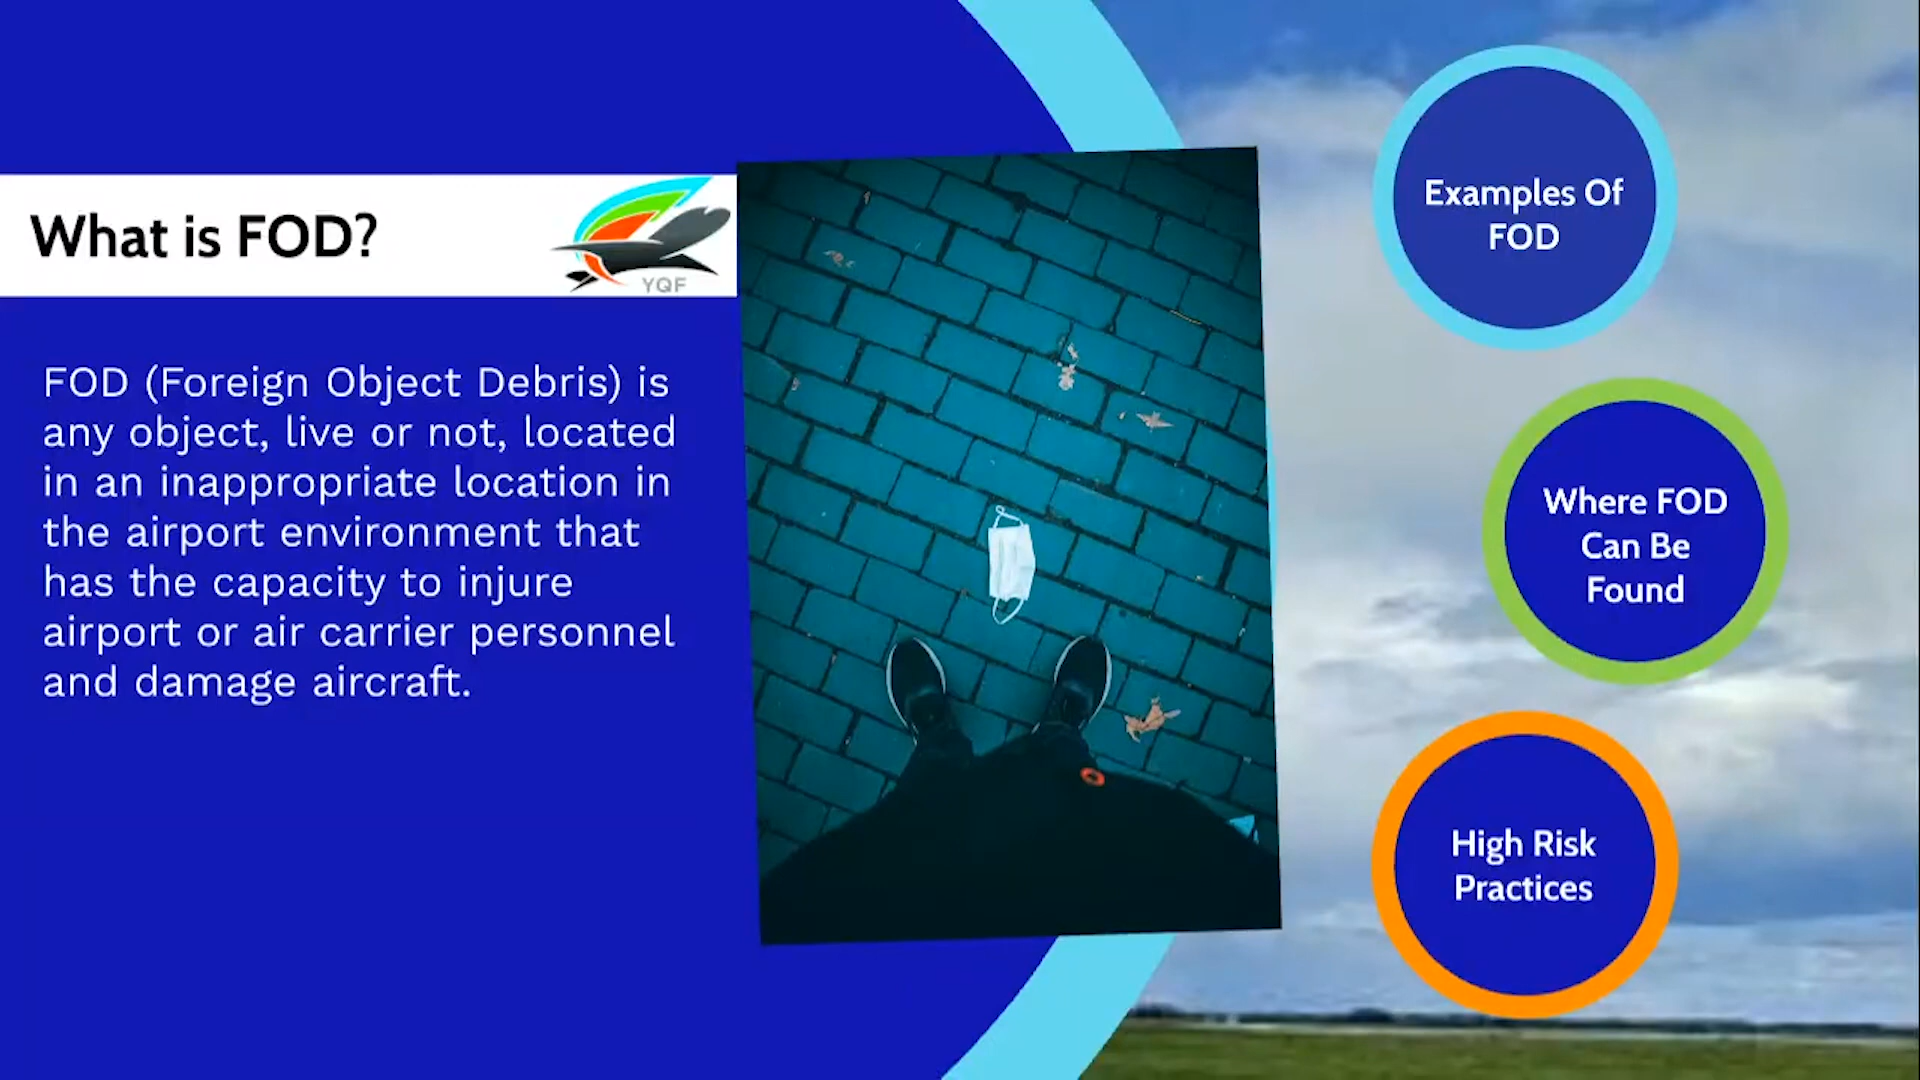 What is FOD?
YQF
FOD (Foreign Object Debris) is
any object, live or not, located
in an inappropriate location in
the airport environment that
has the capacity to injure
airport or air carrier personnel
and damage aircraft.
Examples Of
FOD
Where FOD
Can Be
Found
High Risk
Practices